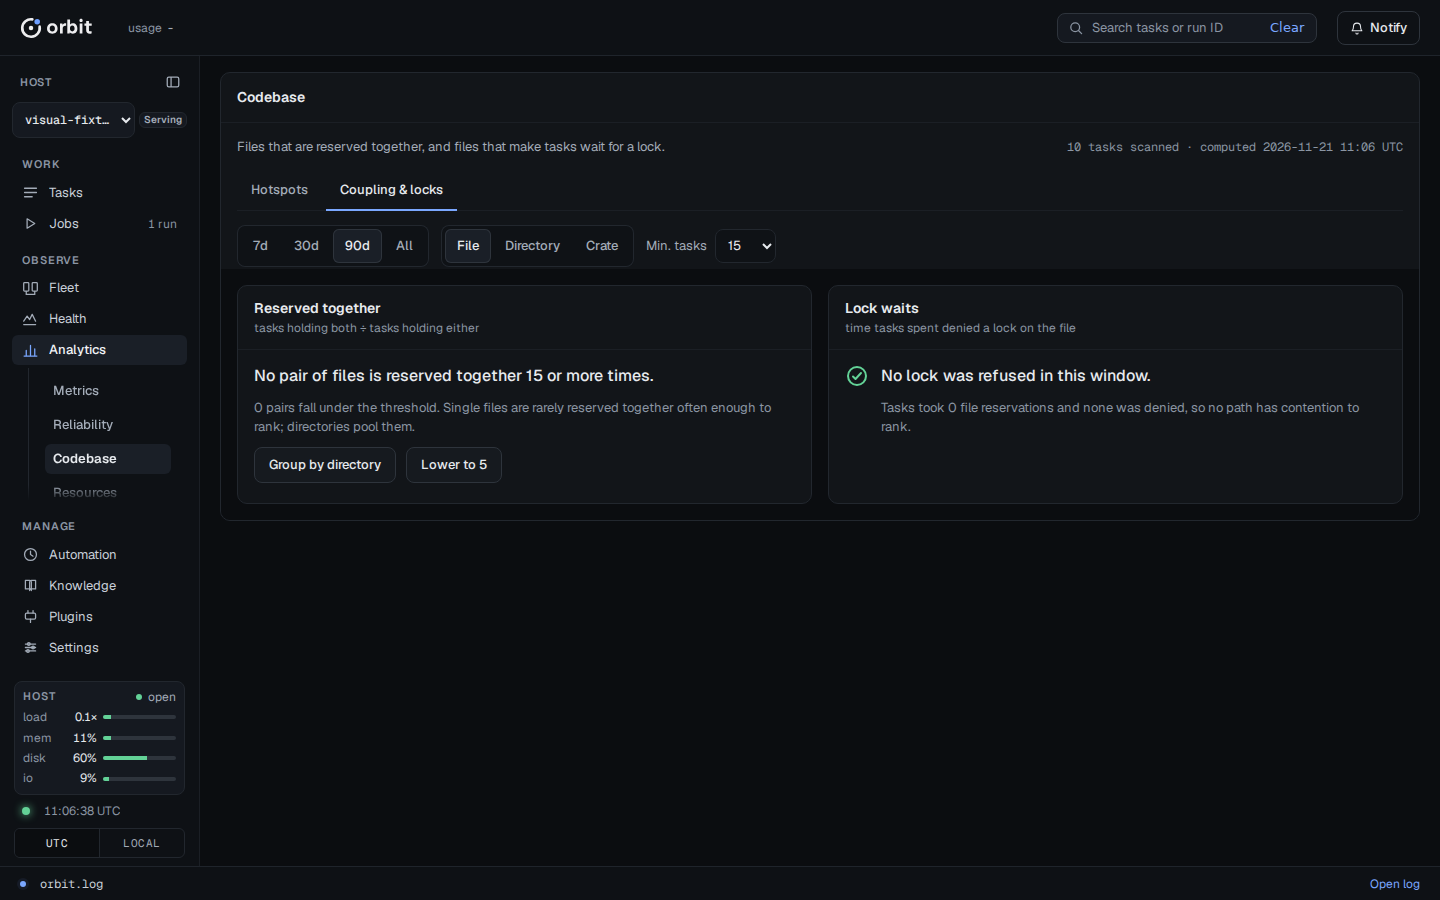 orbit
usage -
Search tasks or run ID
Clear
Notify
HOST
visual-fixt...
Serving
WORK
Tasks
Jobs
1 run
OBSERVE
Fleet
Health
Analytics
Metrics
Reliability
Codebase
Resources
MANAGE
Automation
Knowledge
Plugins
Settings
HOST
open
load 0.1×
mem 11%
disk 60%
io 9%
11:06:38 UTC
UTC LOCAL
Codebase
Files that are reserved together, and files that make tasks wait for a lock.
10 tasks scanned · computed 2026-11-21 11:06 UTC
Hotspots
Coupling & locks
7d 30d 90d All
File Directory Crate
Min. tasks 15
Reserved together
tasks holding both ÷ tasks holding either
No pair of files is reserved together 15 or more times.
0 pairs fall under the threshold. Single files are rarely reserved together often enough to
rank; directories pool them.
Group by directory
Lower to 5
Lock waits
time tasks spent denied a lock on the file
No lock was refused in this window.
Tasks took 0 file reservations and none was denied, so no path has contention to
rank.
orbit.log
Open log